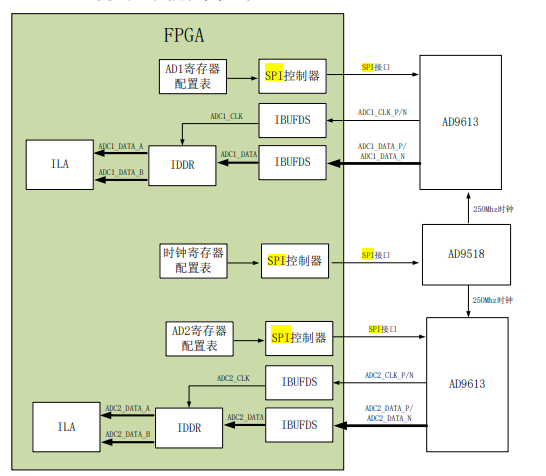 FPGA
AD1寄存器
配置表
SPI控制器
SPI接口
AD9613
ADC1_CLK
IBUFDS
ADC1_CLK_P/N
ILA
ADC1_DATA_A
ADC1_DATA_B
IDDR
ADC1_DATA
IBUFDS
ADC1_DATA_P/
ADC1_DATA_N
250Mhz时钟
时钟寄存器
配置表
SPI控制器
SPI接口
AD9518
250Mhz时钟
AD2寄存器
配置表
SPI控制器
SPI接口
AD9613
ADC2_CLK
IBUFDS
ADC2_CLK_P/N
ILA
ADC2_DATA_A
ADC2_DATA_B
IDDR
ADC2_DATA
IBUFDS
ADC2_DATA_P/
ADC2_DATA_N